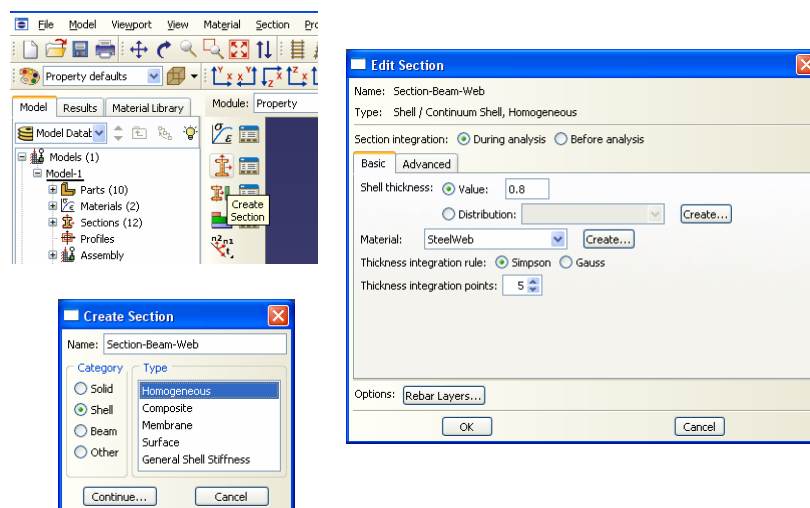 File Model Viewport View Material Section Pro
Property defaults
Model Results Material Library Module: Property
Model Datab
Models (1)
Model-1
Parts (10)
Materials (2)
Sections (12)
Profiles
Assembly
Create
Section
Create Section
Name: Section-Beam-Web
Category Type
Solid
Shell
Beam
Other
Homogeneous
Composite
Membrane
Surface
General Shell Stiffness
Continue... Cancel
Edit Section
Name: Section-Beam-Web
Type: Shell / Continuum Shell, Homogeneous
Section integration: During analysis Before analysis
Basic Advanced
Shell thickness: Value: 0.8
Distribution: Create...
Material: SteelWeb Create...
Thickness integration rule: Simpson Gauss
Thickness integration points: 5
Options: Rebar Layers...
OK Cancel